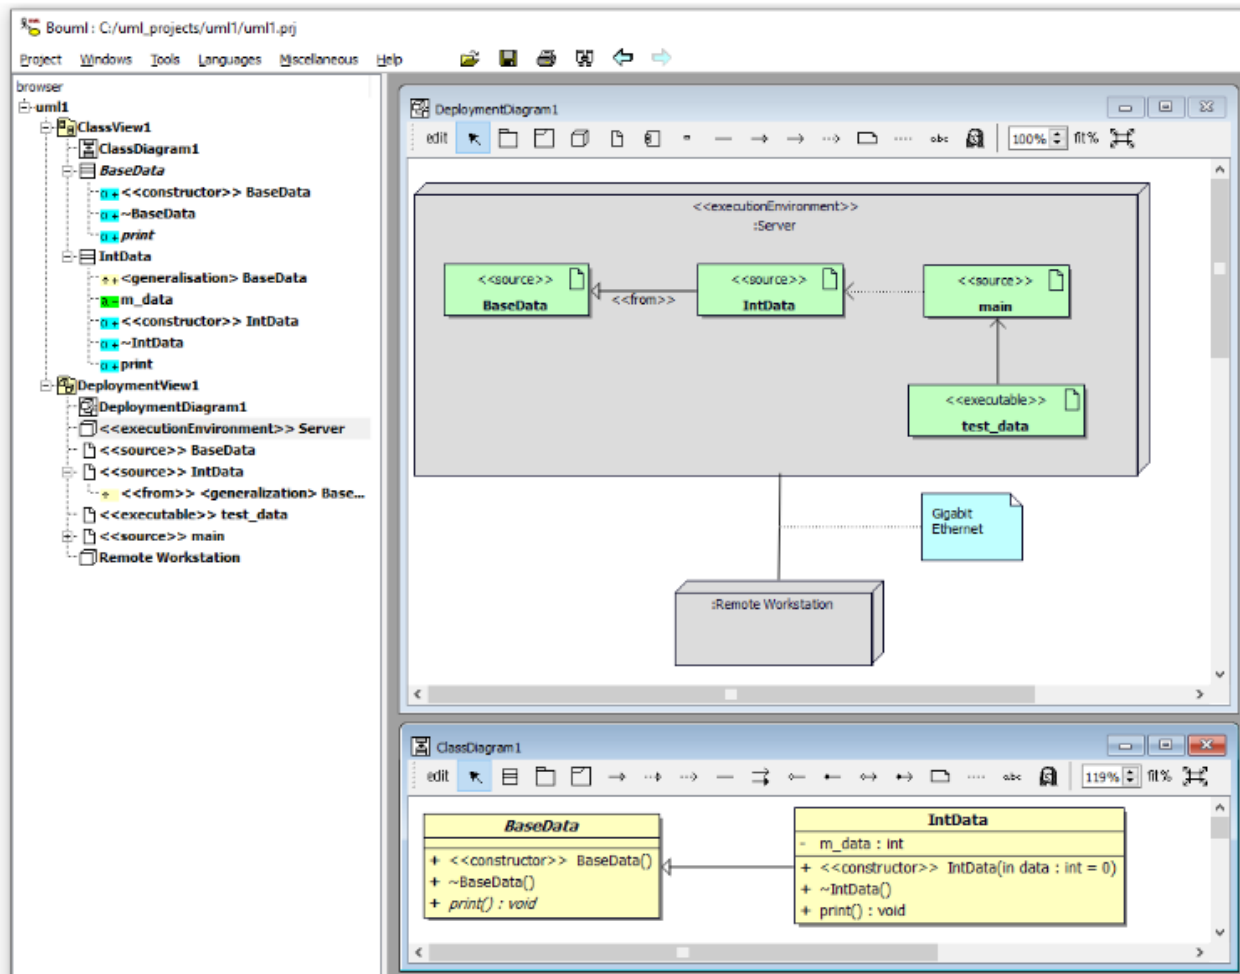 Bouml : C:/uml_projects/uml1/uml1.prj
Project Windows Tools Languages Miscellaneous Help
browser
uml1
ClassView1
ClassDiagram1
BaseData
<<constructor>> BaseData
~BaseData
print
IntData
<generalisation> BaseData
m_data
<<constructor>> IntData
~IntData
print
DeploymentView1
DeploymentDiagram1
<<executionEnvironment>> Server
<<source>> BaseData
<<source>> IntData
<<from>> <generalization> Base...
<<executable>> test_data
<<source>> main
Remote Workstation
DeploymentDiagram1
edit abc 100% fit%
<<executionEnvironment>>
:Server
<<source>>
BaseData
<<from>>
<<source>>
IntData
<<source>>
main
<<executable>>
test_data
Gigabit
Ethernet
:Remote Workstation
ClassDiagram1
edit abc 119% fit%
BaseData
+ <<constructor>> BaseData()
+ ~BaseData()
+ print() : void
IntData
- m_data : int
+ <<constructor>> IntData(in data : int = 0)
+ ~IntData()
+ print() : void